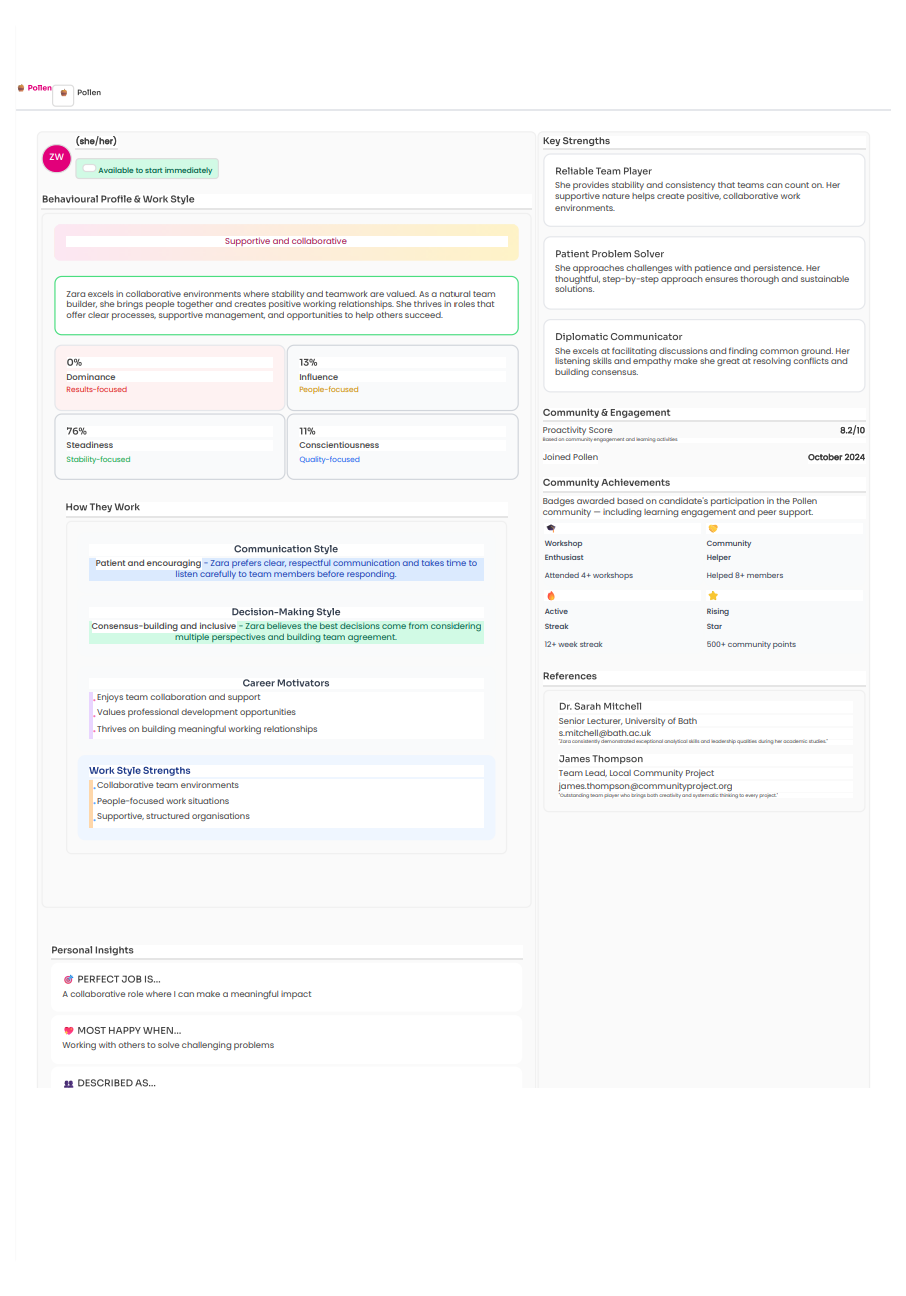 Pollen
Pollen
ZW
(she/her)
Available to start immediately
Behavioural Profile & Work Style
Supportive and collaborative
Zara excels in collaborative environments where stability and teamwork are valued. As a natural team
builder, she brings people together and creates positive working relationships. She thrives in roles that
offer clear processes, supportive management, and opportunities to help others succeed.
0%
Dominance
Results-focused
13%
Influence
People-focused
76%
Steadiness
Stability-focused
11%
Conscientiousness
Quality-focused
How They Work
Communication Style
Patient and encouraging - Zara prefers clear, respectful communication and takes time to
listen carefully to team members before responding.
Decision-Making Style
Consensus-building and inclusive - Zara believes the best decisions come from considering
multiple perspectives and building team agreement.
Career Motivators
Enjoys team collaboration and support
Values professional development opportunities
Thrives on building meaningful working relationships
Work Style Strengths
Collaborative team environments
People-focused work situations
Supportive, structured organisations
Personal Insights
PERFECT JOB IS...
A collaborative role where I can make a meaningful impact
MOST HAPPY WHEN...
Working with others to solve challenging problems
DESCRIBED AS...
Key Strengths
Reliable Team Player
She provides stability and consistency that teams can count on. Her
supportive nature helps create positive, collaborative work
environments.
Patient Problem Solver
She approaches challenges with patience and persistence. Her
thoughtful, step-by-step approach ensures thorough and sustainable
solutions.
Diplomatic Communicator
She excels at facilitating discussions and finding common ground. Her
listening skills and empathy make she great at resolving conflicts and
building consensus.
Community & Engagement
Proactivity Score 8.2/10
Based on community engagement and learning activities
Joined Pollen October 2024
Community Achievements
Badges awarded based on candidate's participation in the Pollen
community — including learning engagement and peer support.
Workshop
Enthusiast
Attended 4+ workshops
Community
Helper
Helped 8+ members
Active
Streak
12+ week streak
Rising
Star
500+ community points
References
Dr. Sarah Mitchell
Senior Lecturer, University of Bath
s.mitchell@bath.ac.uk
"Zara consistently demonstrated exceptional analytical skills and leadership qualities during her academic studies."
James Thompson
Team Lead, Local Community Project
james.thompson@communityproject.org
"Outstanding team player who brings both creativity and systematic thinking to every project."